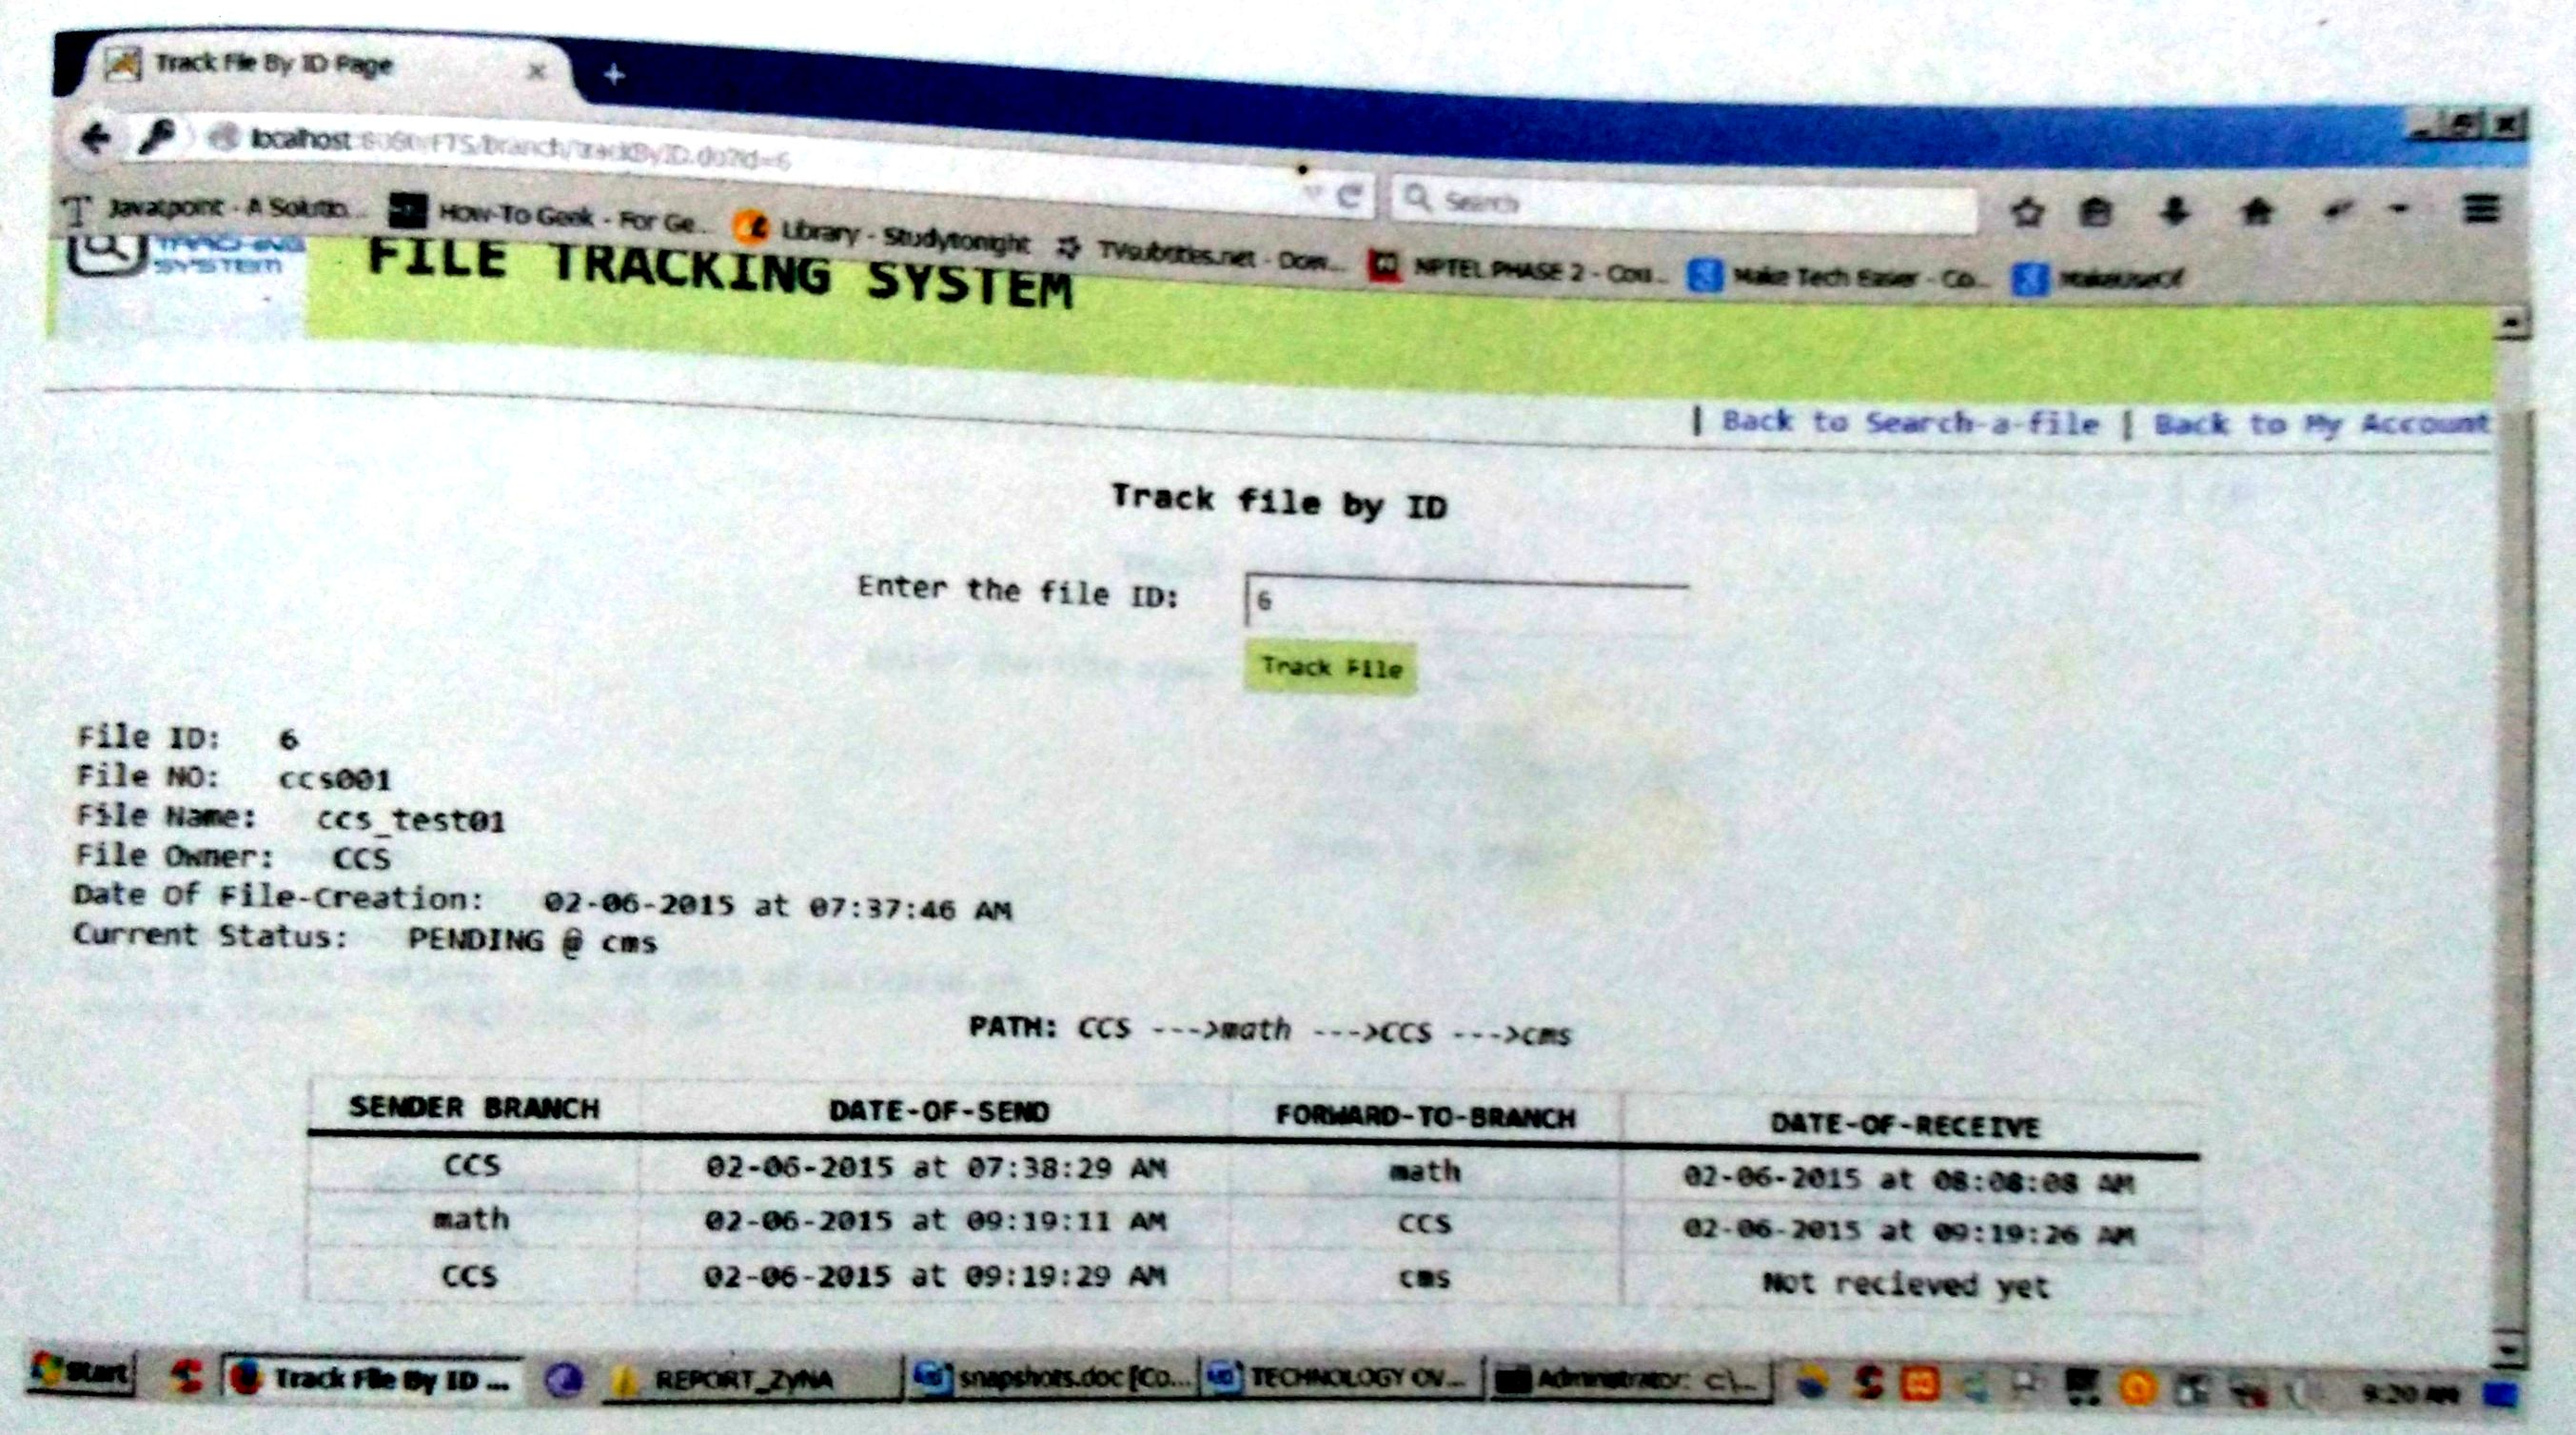 Track File By ID Page
localhost
Search
Javatpoint - A Solutio... How-To Geek - For Ge... Library - Studytonight TVsubtitles.net - Dow... NPTEL PHASE 2 - Cou... Make Tech Easier - Co... MakeUseOf
TRACKING
SYSTEM
FILE TRACKING SYSTEM
| Back to Search-a-file | Back to My Account
Track file by ID
Enter the file ID: 6
Track File
File ID: 6
File NO: ccs001
File Name: ccs_test01
File Owner: CCS
Date Of File-Creation: 02-06-2015 at 07:37:46 AM
Current Status: PENDING @ cms
PATH: CCS --->math --->CCS --->cms
SENDER BRANCH DATE-OF-SEND FORWARD-TO-BRANCH DATE-OF-RECEIVE
CCS 02-06-2015 at 07:38:29 AM math 02-06-2015 at 08:08:08 AM
math 02-06-2015 at 09:19:11 AM CCS 02-06-2015 at 09:19:26 AM
CCS 02-06-2015 at 09:19:29 AM cms Not recieved yet
Start Track File By ID ... REPORT_ZyNA snapshots.doc [Co... TECHNOLOGY OV... Administrator: c:\... 9:20 AM